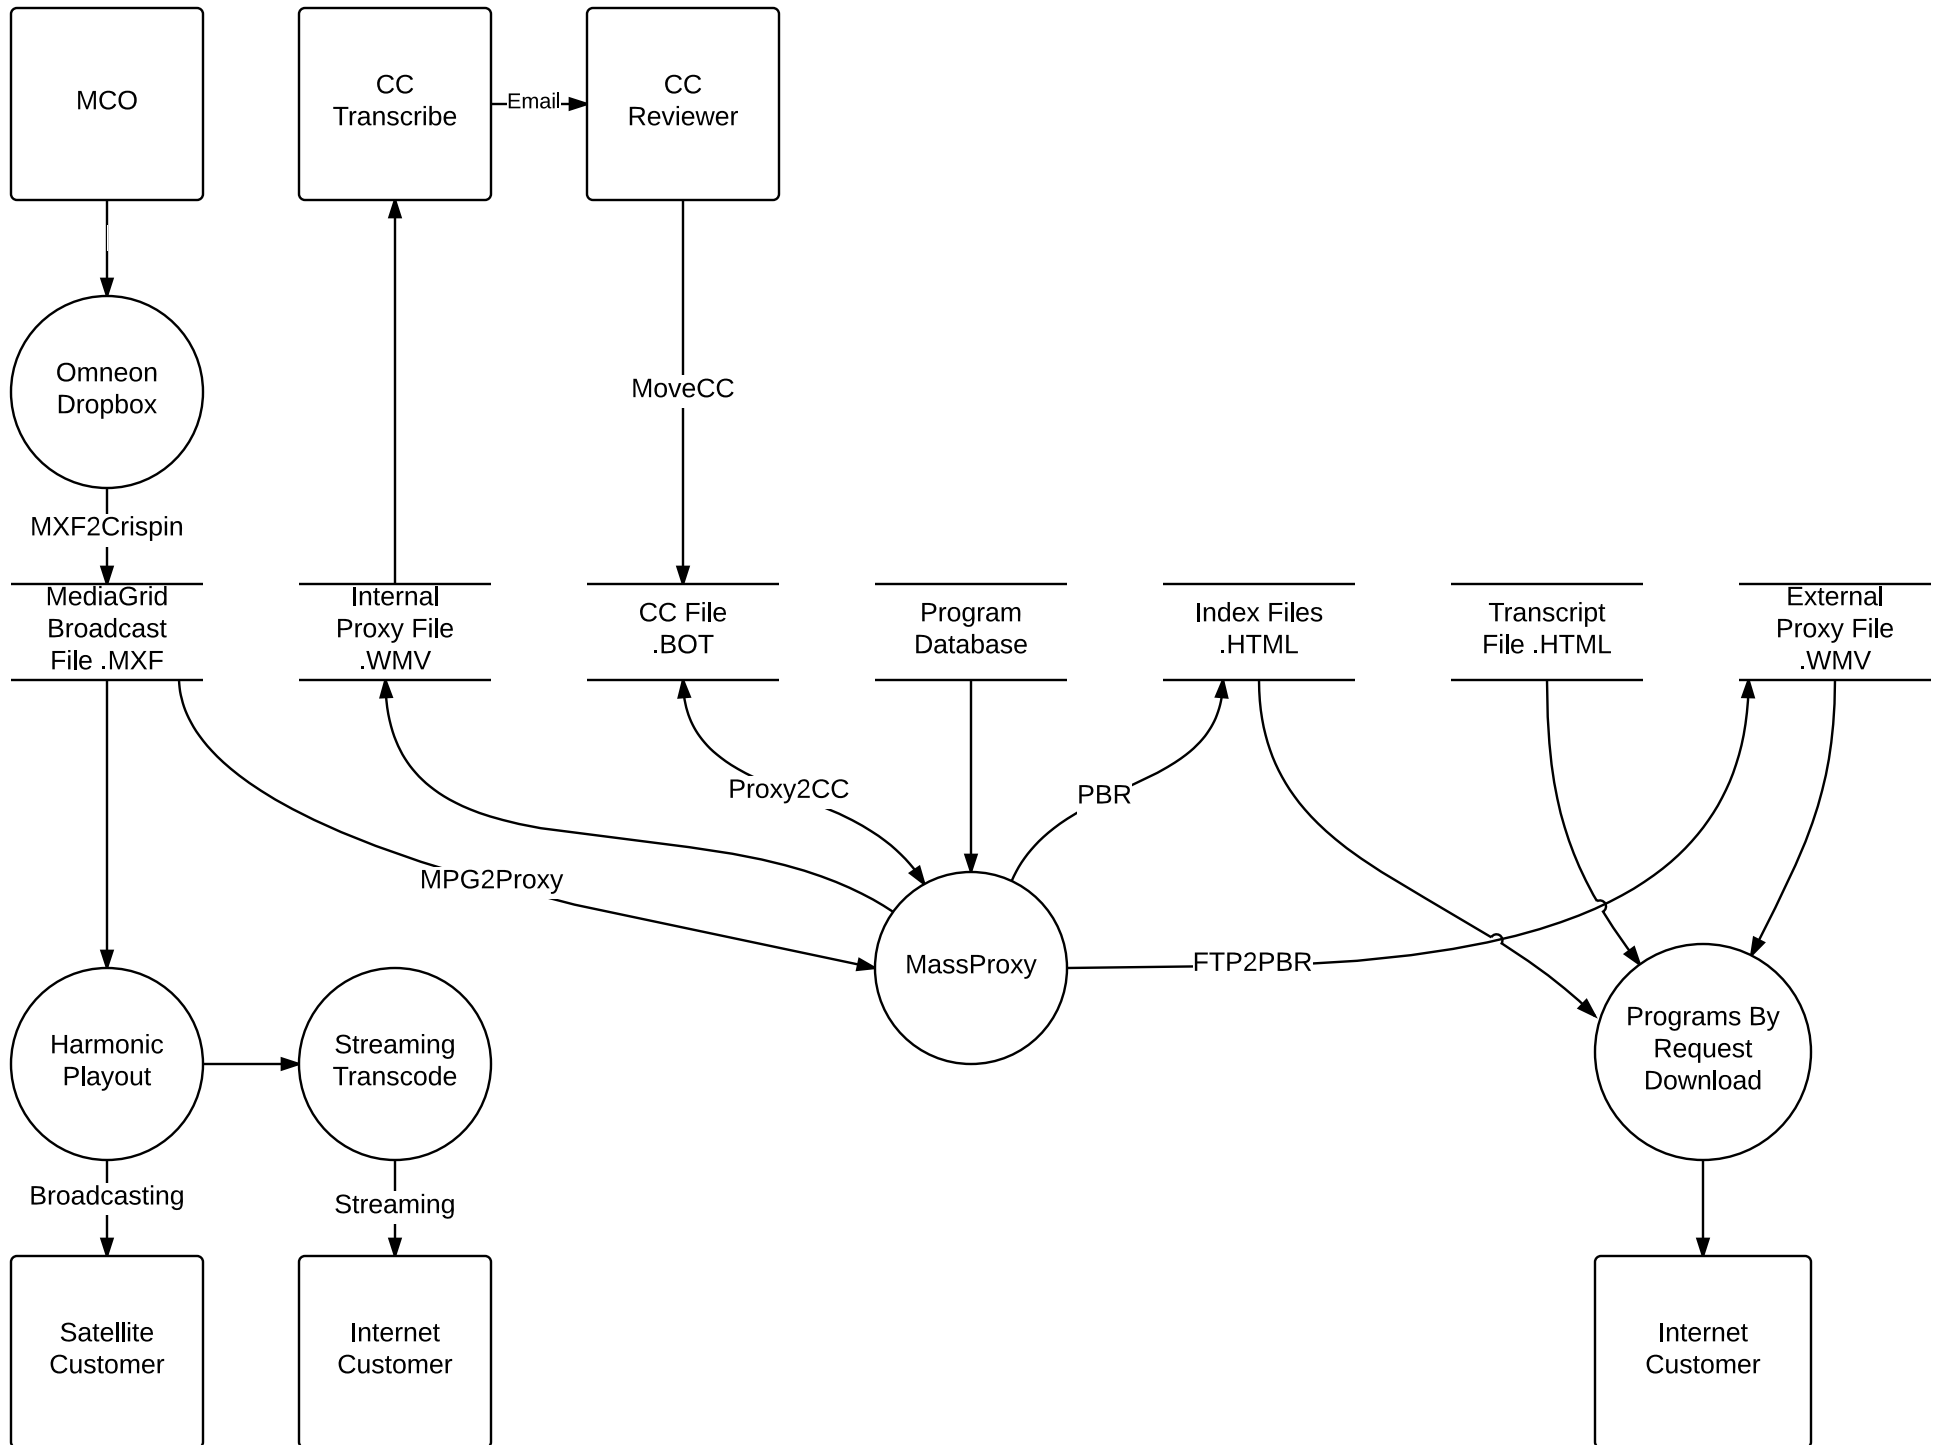 MCO
CC
Transcribe
Email
CC
Reviewer
Omneon
Dropbox
MoveCC
MXF2Crispin
MediaGrid
Broadcast
File .MXF
Internal
Proxy File
.WMV
CC File
.BOT
Program
Database
Index Files
.HTML
Transcript
File .HTML
External
Proxy File
.WMV
Proxy2CC
PBR
MPG2Proxy
MassProxy
FTP2PBR
Harmonic
Playout
Streaming
Transcode
Programs By
Request
Download
Broadcasting
Streaming
Satellite
Customer
Internet
Customer
Internet
Customer